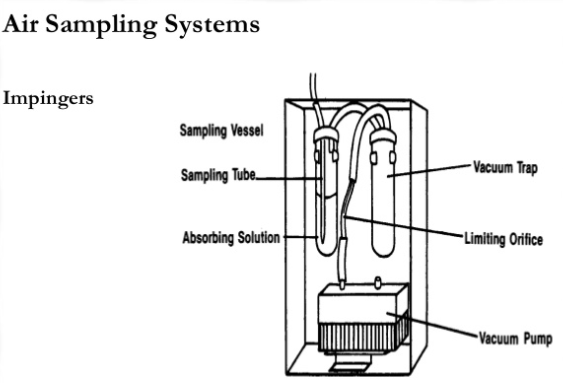 Air Sampling Systems
Impingers
Sampling Vessel
Sampling Tube
Absorbing Solution
Vacuum Trap
Limiting Orifice
Vacuum Pump